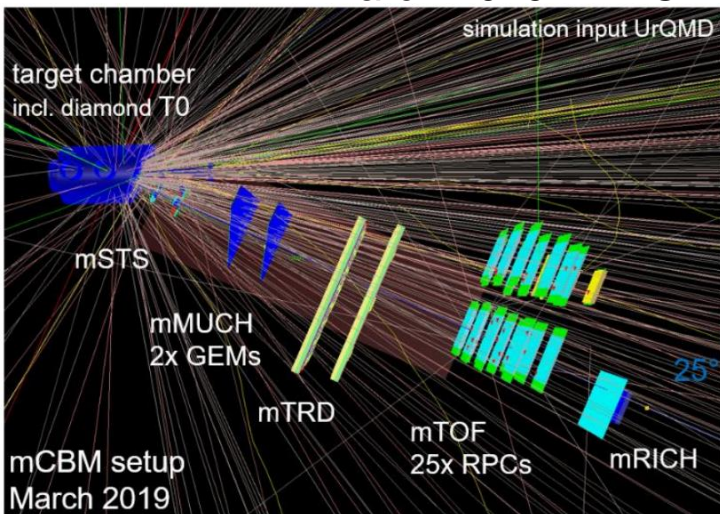 simulation input UrQMD
target chamber
incl. diamond T0
mSTS
mMUCH
2x GEMs
mTRD
mTOF
25x RPCs
25°
mRICH
mCBM setup
March 2019